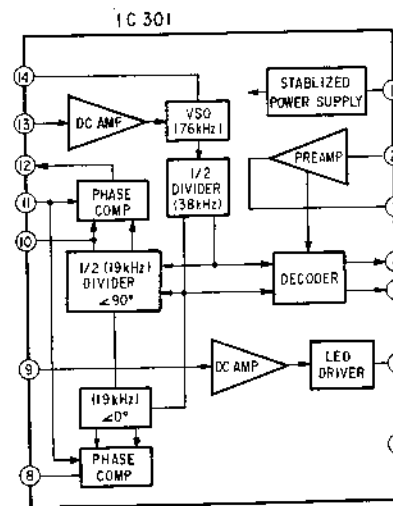 IC 301
14
13
12
11
10
9
8
DC AMP
VSO
(76kHz)
STABLIZED
POWER SUPPLY
1/2
DIVIDER
(38kHz)
PREAMP
PHASE
COMP
1/2 (19kHz)
DIVIDER
∠90°
DECODER
DC AMP
LED
DRIVER
(19kHz)
∠0°
PHASE
COMP